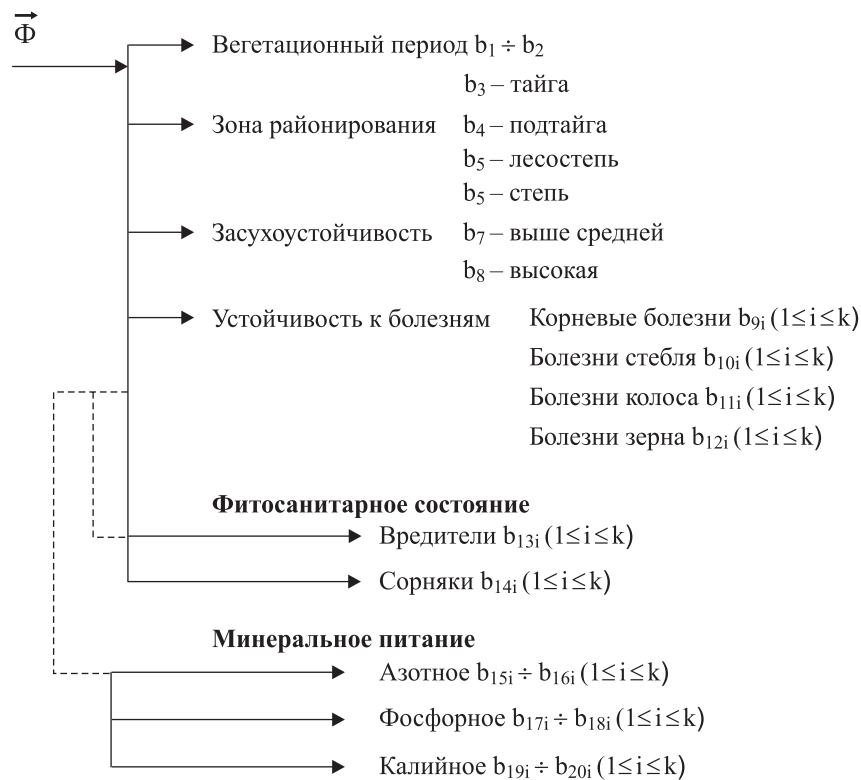 Φ⃗
Вегетационный период b₁ ÷ b₂
b₃ – тайга
Зона районирования b₄ – подтайга
b₅ – лесостепь
b₅ – степь
Засухоустойчивость b₇ – выше средней
b₈ – высокая
Устойчивость к болезням Корневые болезни b₉ᵢ (1≤i≤k)
Болезни стебля b₁₀ᵢ (1≤i≤k)
Болезни колоса b₁₁ᵢ (1≤i≤k)
Болезни зерна b₁₂ᵢ (1≤i≤k)
Фитосанитарное состояние
Вредители b₁₃ᵢ (1≤i≤k)
Сорняки b₁₄ᵢ (1≤i≤k)
Минеральное питание
Азотное b₁₅ᵢ ÷ b₁₆ᵢ (1≤i≤k)
Фосфорное b₁₇ᵢ ÷ b₁₈ᵢ (1≤i≤k)
Калийное b₁₉ᵢ ÷ b₂₀ᵢ (1≤i≤k)